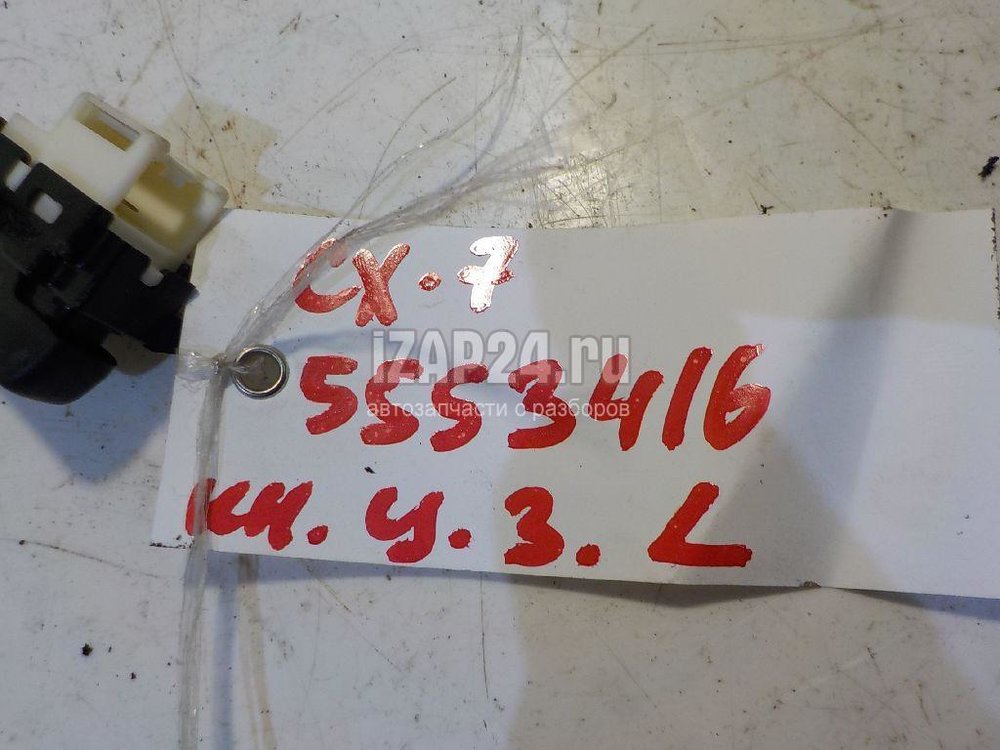 CX-7
iZAP24.ru
5553416
автозапчасти с разборов
кн. у. з. L